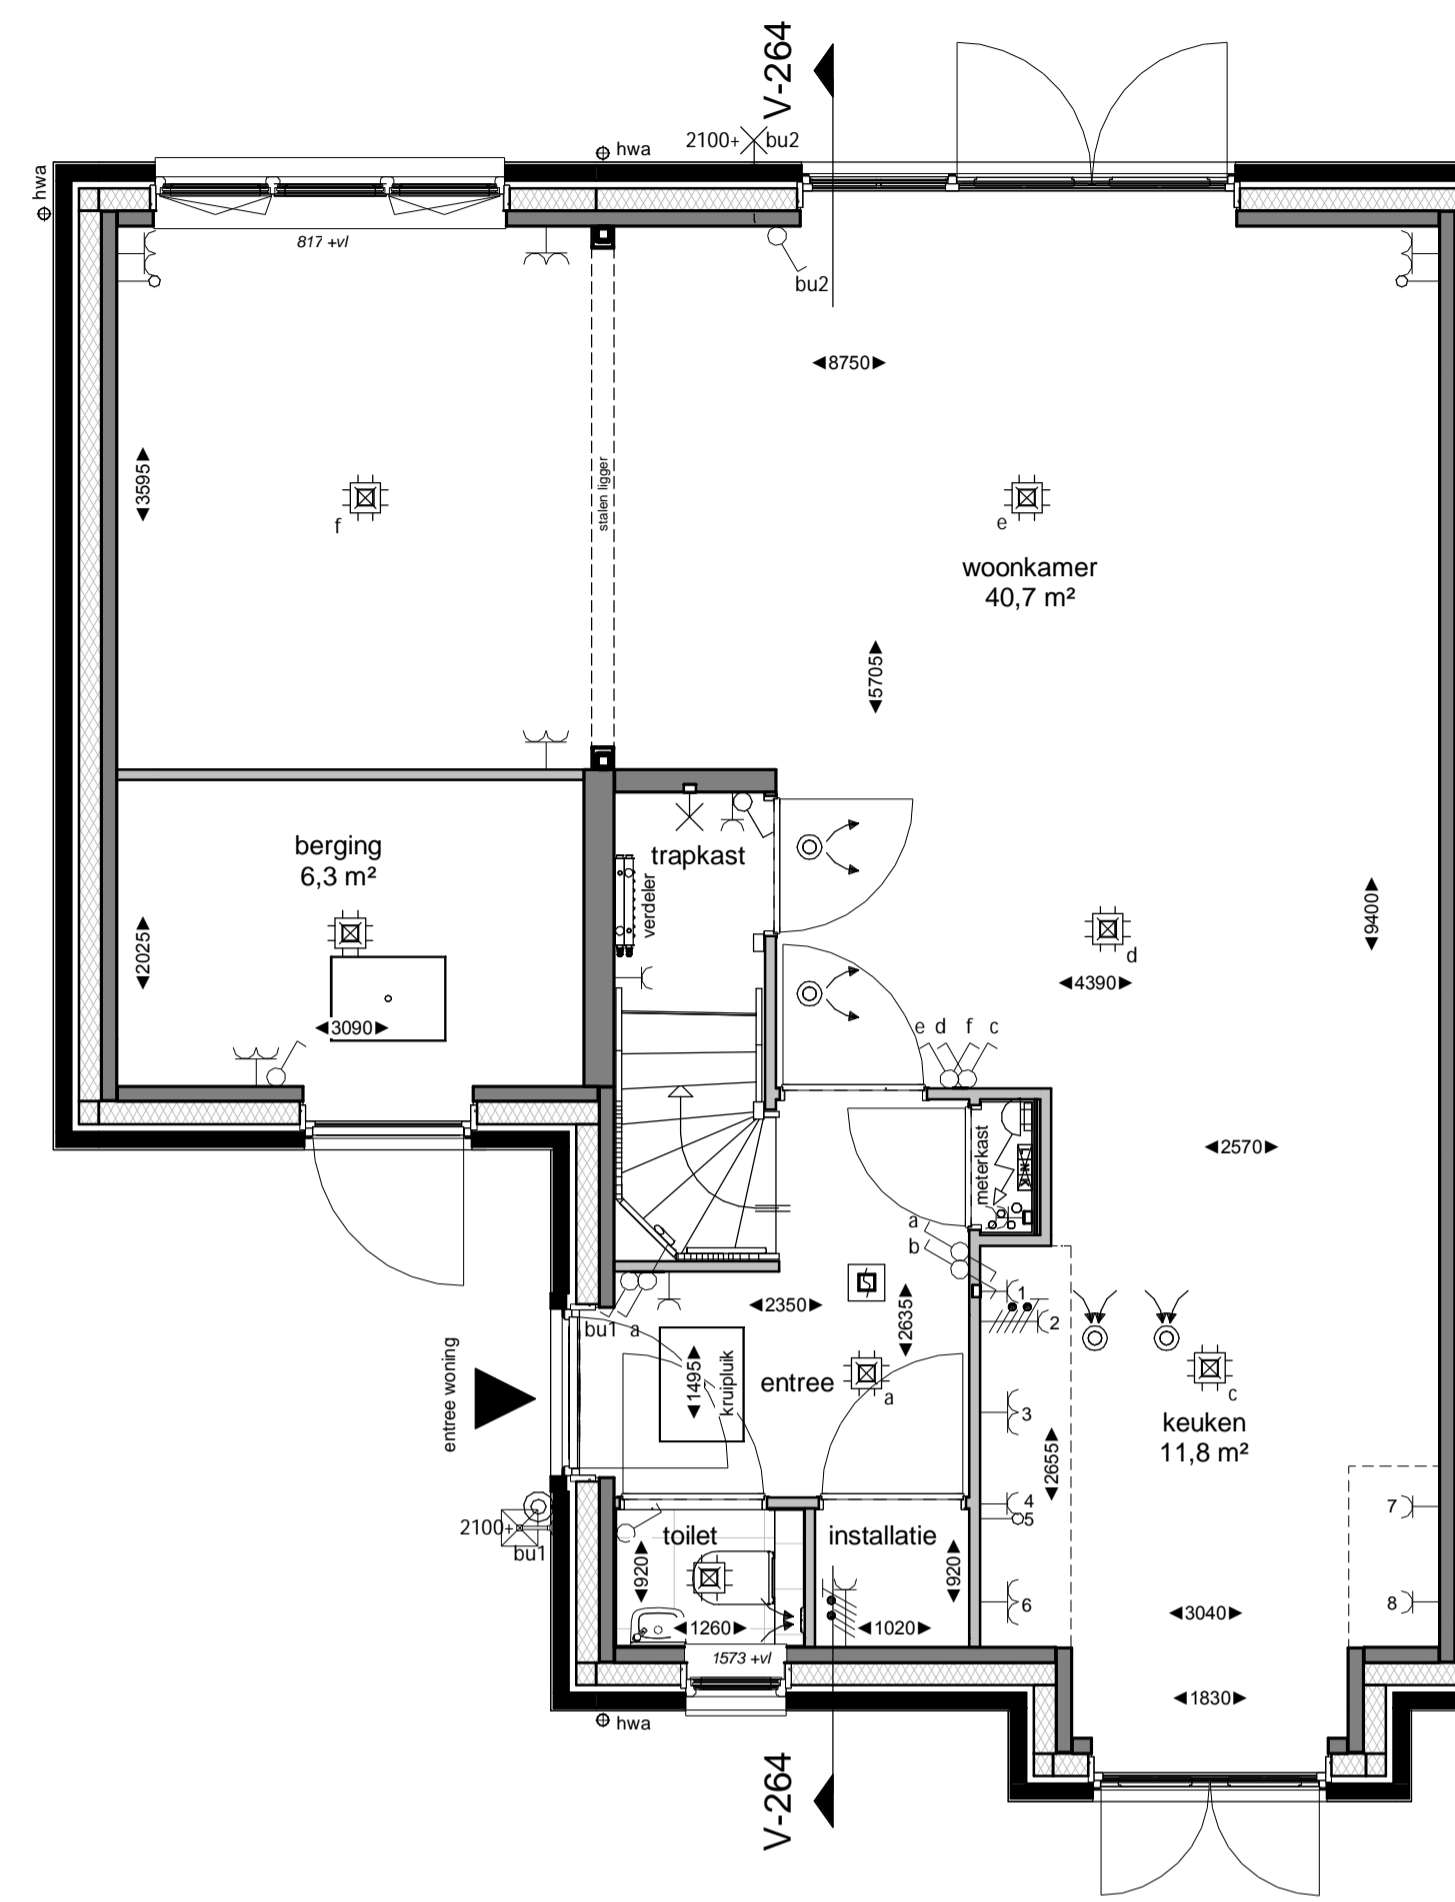 V-264
2100+ bu2
hwa
hwa
817 +vl
bu2
8750
3595
stalen ligger
f
e
woonkamer
40,7 m²
5705
berging
6,3 m²
trapkast
verdeler
9400
2025
d
4390
3090
e d f c
2570
meterkast
a
b
1
2
2350
2635
bu1 a
entree woning
1495
kruipluik
entree
a
c
3
keuken
11,8 m²
2655
4
5
7
2100+
bu1
toilet
installatie
920
920
6
8
1260
1020
3040
1573 +vl
1830
hwa
V-264